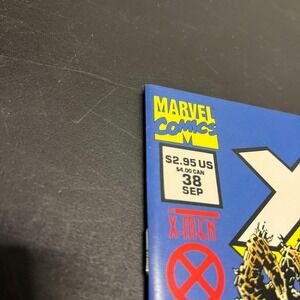 MARVEL
COMICS
M
$2.95 US
$4.00 CAN
38
SEP
X-MEN
X